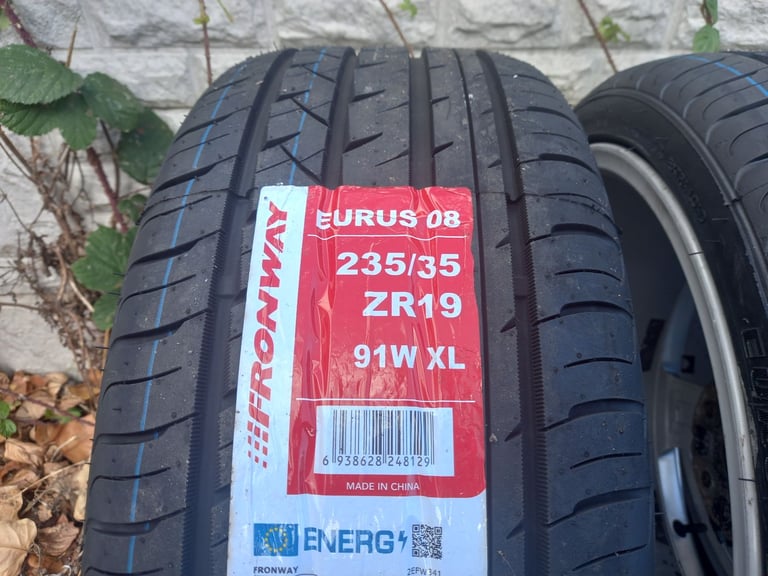 FRONWAY
EURUS 08
235/35
ZR19
91W XL
6 938628 248129
MADE IN CHINA
ENERG
FRONWAY
2EFW341